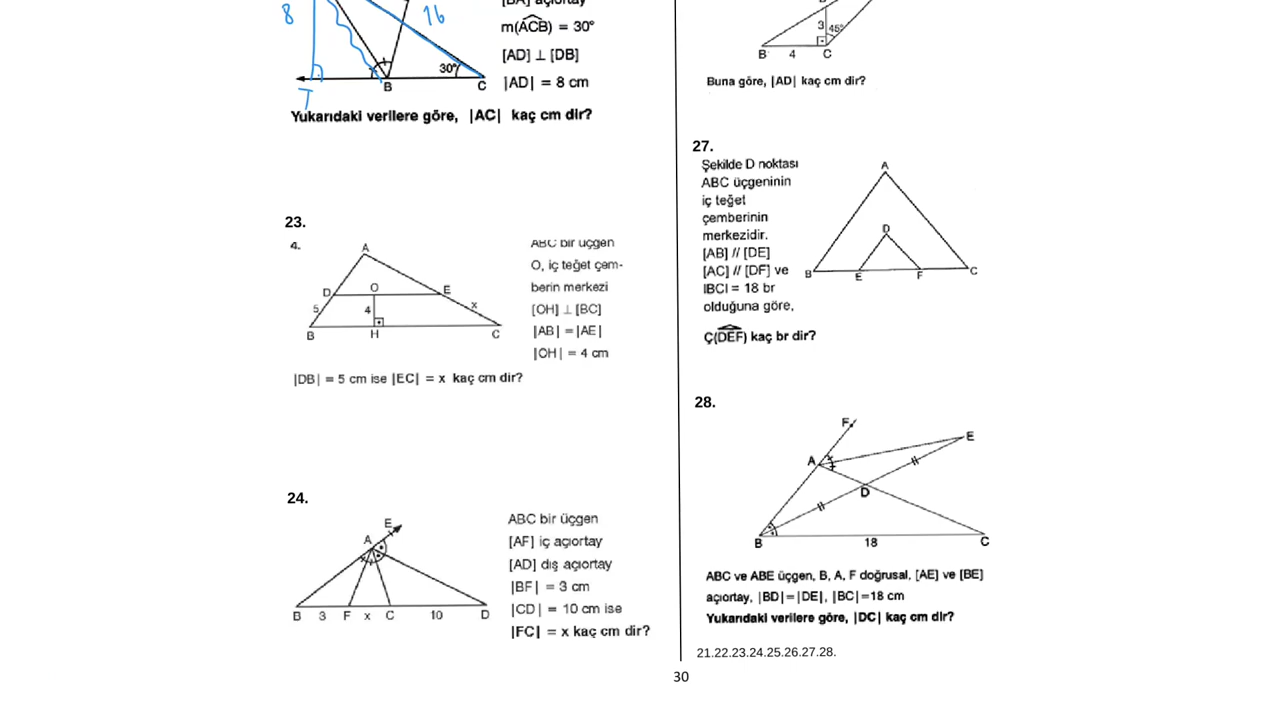 [BA] açıortay
m(ACB) = 30°
[AD] ⊥ [DB]
|AD| = 8 cm
8
16
30°
T
B
C
Yukarıdaki verilere göre, |AC| kaç cm dir?
23.
4.
A
D
O
E
5
4
x
B
H
C
ABC bir üçgen
O, iç teğet çem-
berin merkezi
[OH] ⊥ [BC]
|AB| = |AE|
|OH| = 4 cm
|DB| = 5 cm ise |EC| = x kaç cm dir?
24.
E
A
B 3 F x C 10 D
ABC bir üçgen
[AF] iç açıortay
[AD] dış açıortay
|BF| = 3 cm
|CD| = 10 cm ise
|FC| = x kaç cm dir?
3
45°
B 4 C
Buna göre, |AD| kaç cm dir?
27.
Şekilde D noktası
ABC üçgeninin
iç teğet
çemberinin
merkezidir.
[AB] // [DE]
[AC] // [DF] ve
IBCI = 18 br
olduğuna göre,
A
D
B
E
F
C
Ç(DEF) kaç br dir?
28.
F
E
A
D
B
18
C
ABC ve ABE üçgen, B, A, F doğrusal, [AE] ve [BE]
açıortay, |BD|=|DE|, |BC|=18 cm
Yukarıdaki verilere göre, |DC| kaç cm dir?
21.22.23.24.25.26.27.28.
30